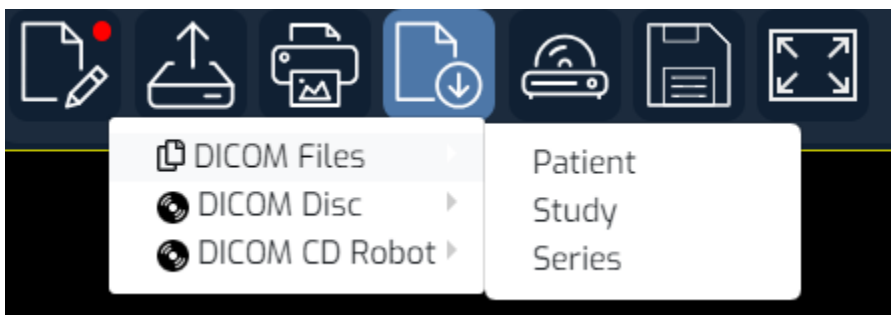 DICOM Files
DICOM Disc
DICOM CD Robot
Patient
Study
Series